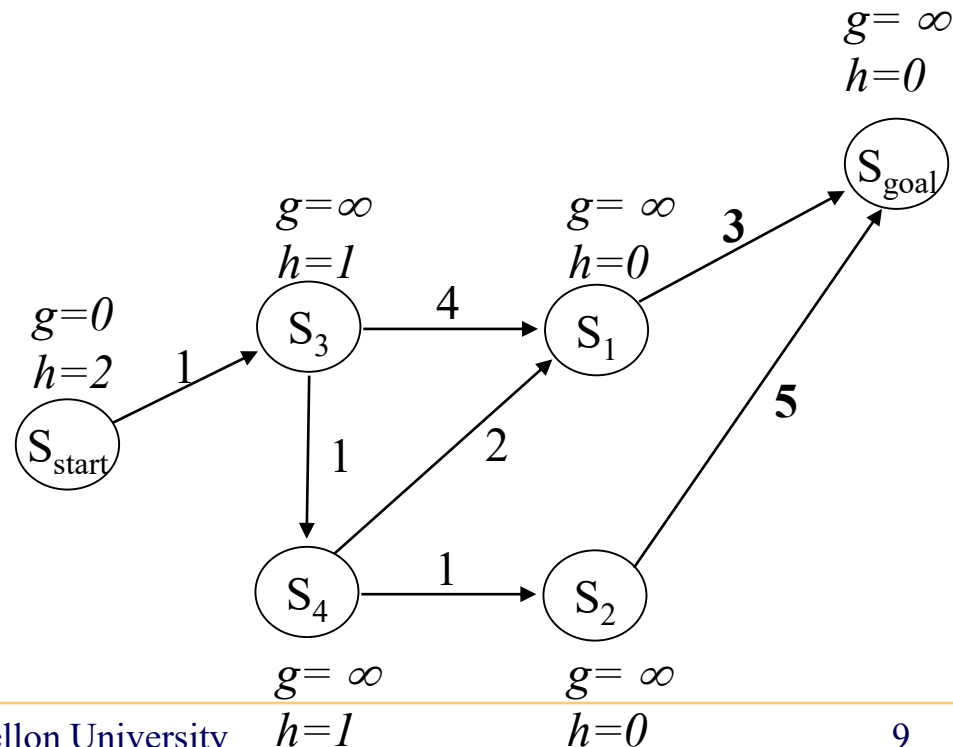 g= ∞
h=0
S_goal
g=∞
h=1
g= ∞
h=0
3
g=0
h=2
1
S_3
4
S_1
S_start
1
2
5
S_4
1
S_2
g= ∞
h=1
g= ∞
h=0
ellon University
9